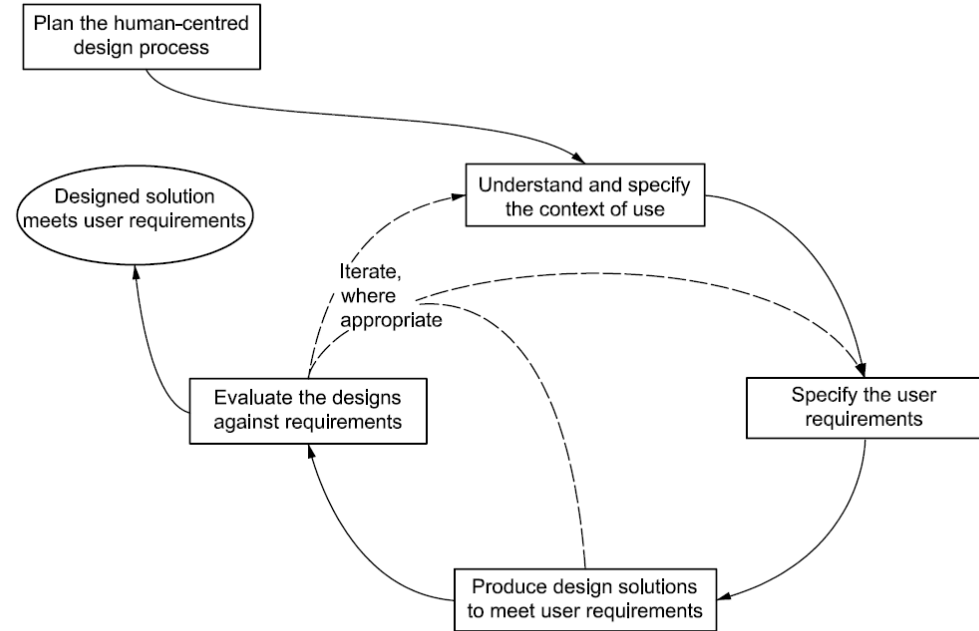 Plan the human-centred
design process
Understand and specify
the context of use
Designed solution
meets user requirements
Iterate,
where
appropriate
Evaluate the designs
against requirements
Specify the user
requirements
Produce design solutions
to meet user requirements